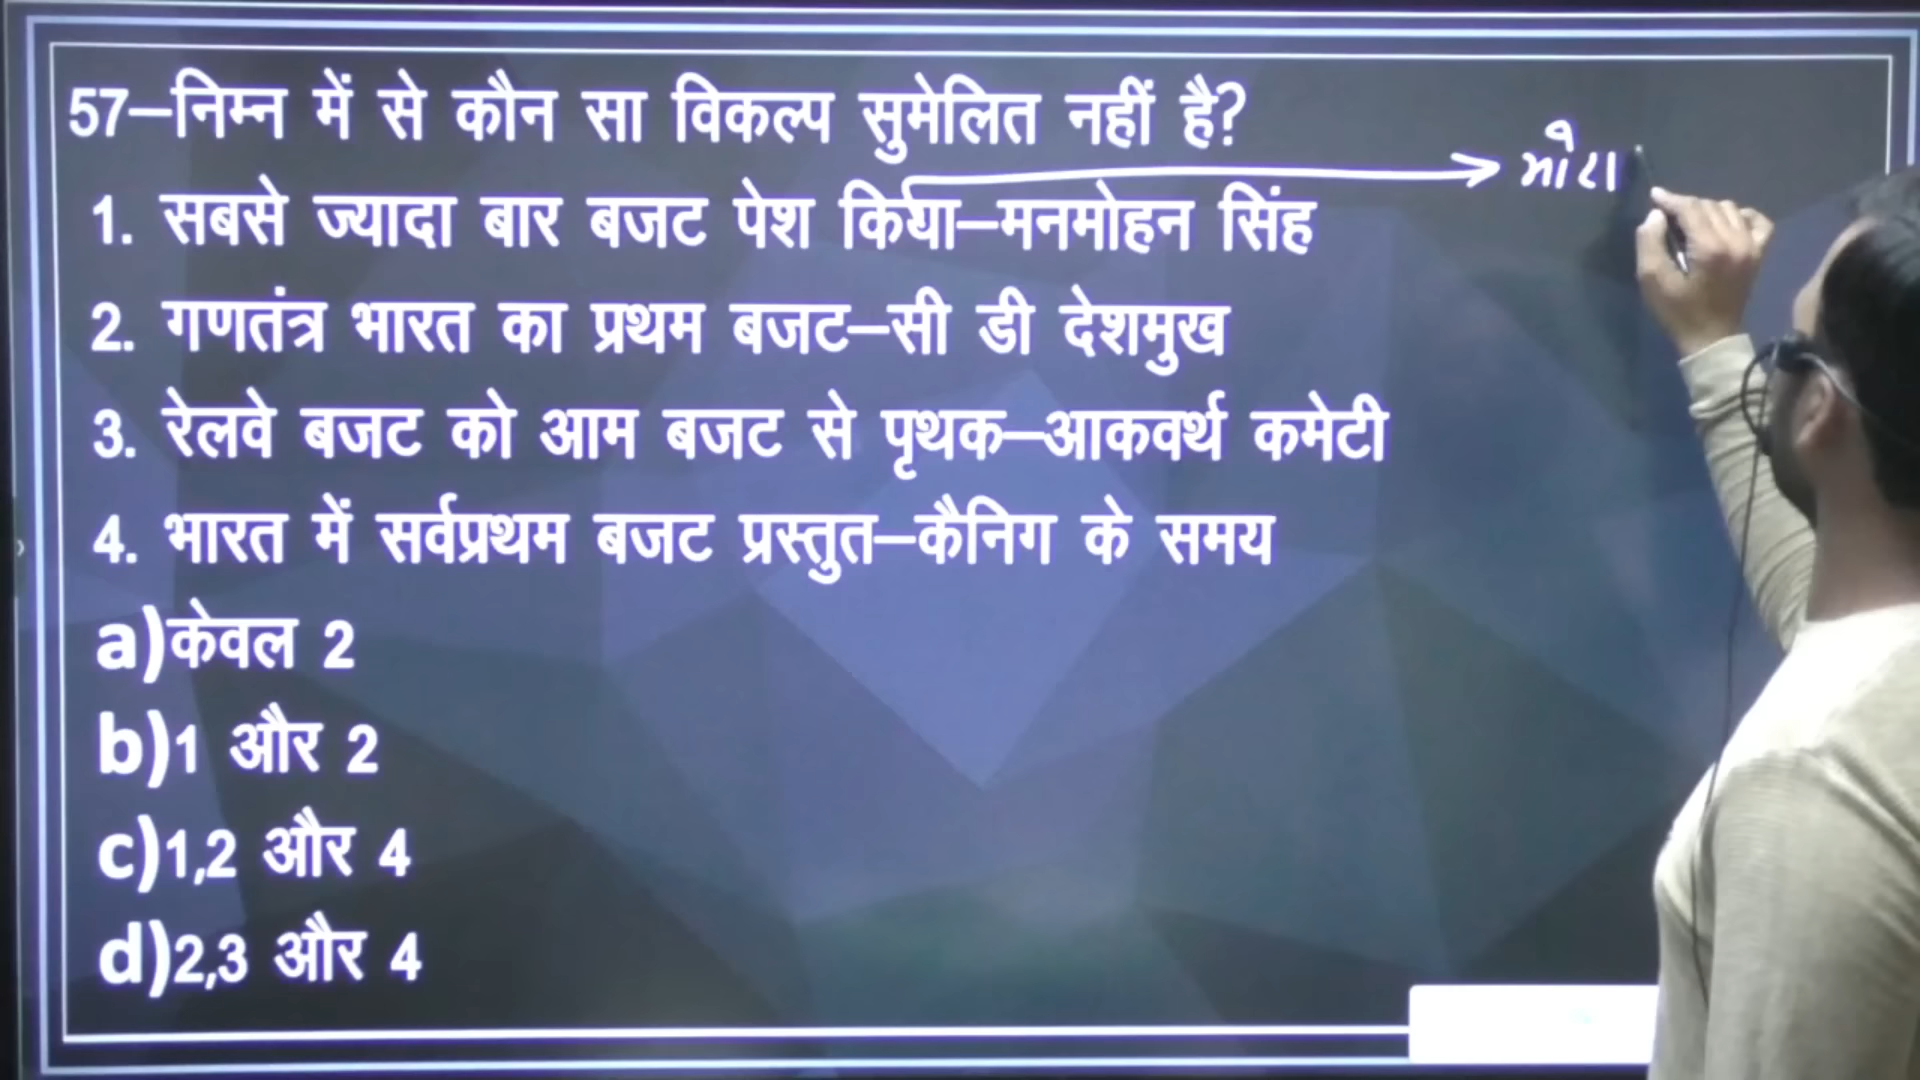 57–निम्न में से कौन सा विकल्प सुमेलित नहीं है?
मोरा
1. सबसे ज्यादा बार बजट पेश किया–मनमोहन सिंह
2. गणतंत्र भारत का प्रथम बजट–सी डी देशमुख
3. रेलवे बजट को आम बजट से पृथक–आकवर्थ कमेटी
4. भारत में सर्वप्रथम बजट प्रस्तुत–कैनिग के समय
a)केवल 2
b)1 और 2
c)1,2 और 4
d)2,3 और 4